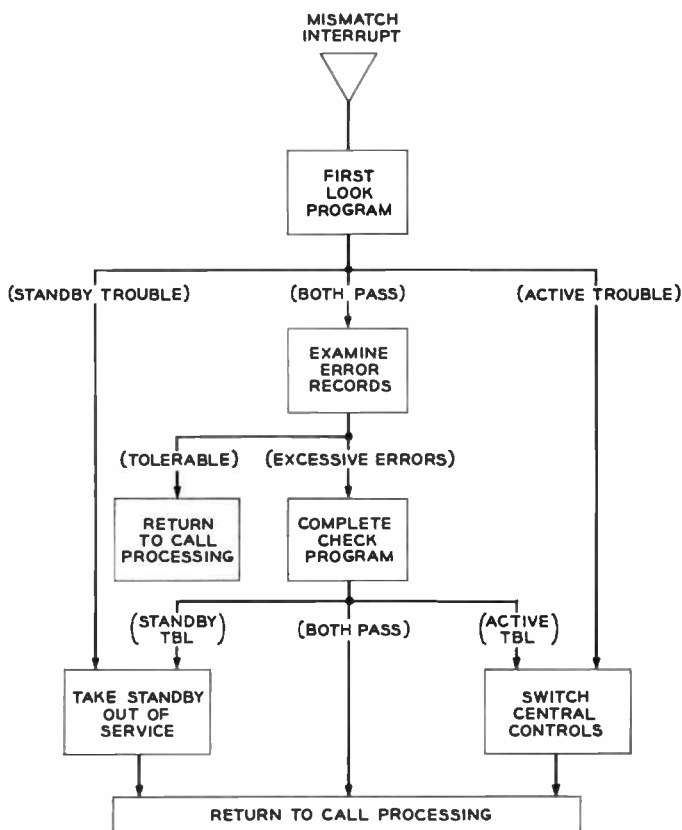 MISMATCH
INTERRUPT
FIRST
LOOK
PROGRAM
(STANDBY TROUBLE)
(BOTH PASS)
(ACTIVE TROUBLE)
EXAMINE
ERROR
RECORDS
(TOLERABLE)
(EXCESSIVE ERRORS)
RETURN
TO CALL
PROCESSING
COMPLETE
CHECK
PROGRAM
(STANDBY
TBL)
(BOTH PASS)
(ACTIVE
TBL)
TAKE STANDBY
OUT OF
SERVICE
SWITCH
CENTRAL
CONTROLS
RETURN TO CALL PROCESSING